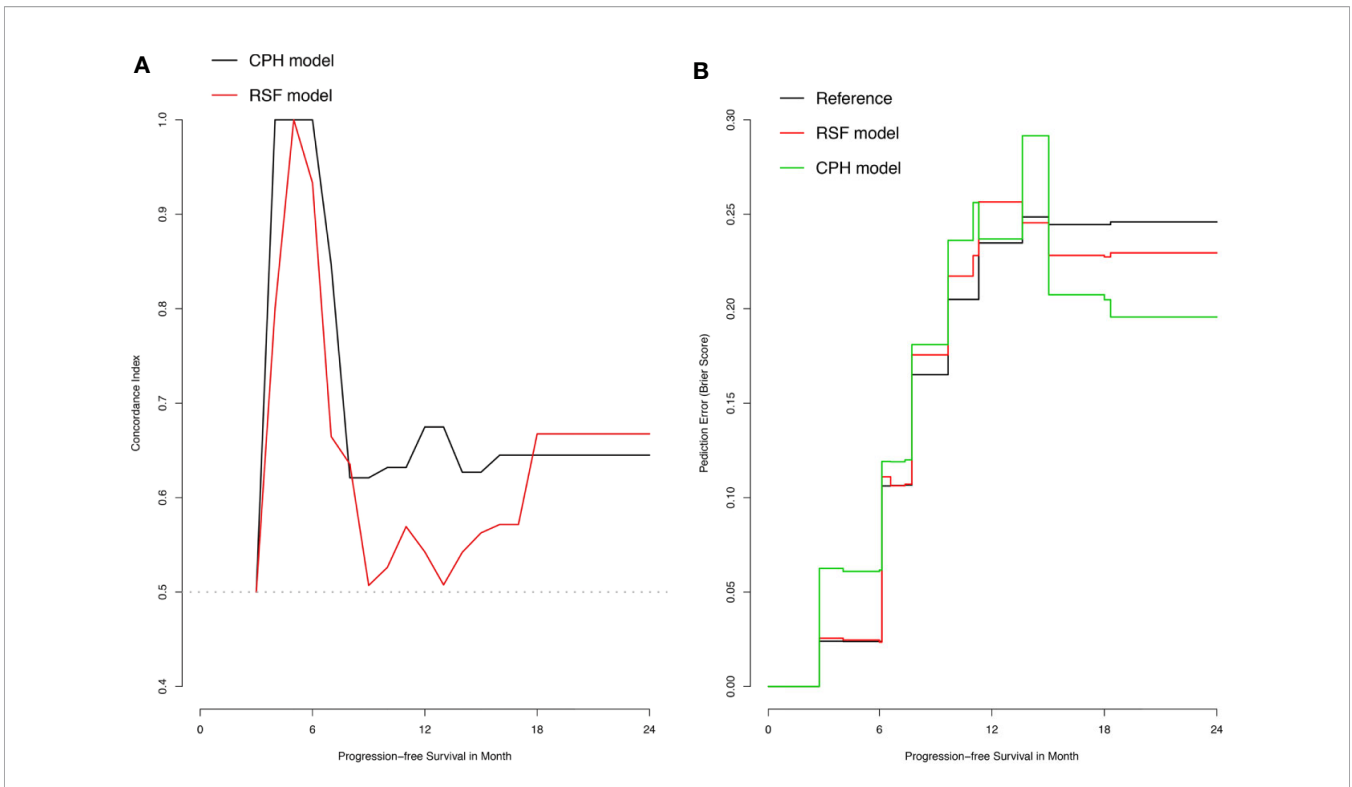 A
CPH model
RSF model
1.0
0.9
0.8
0.7
0.6
0.5
0.4
Concordance Index
0 6 12 18 24
Progression-free Survival in Month
B
Reference
RSF model
CPH model
0.30
0.25
0.20
0.15
0.10
0.05
0.00
Pediction Error (Brier Score)
0 6 12 18 24
Progression-free Survival in Month